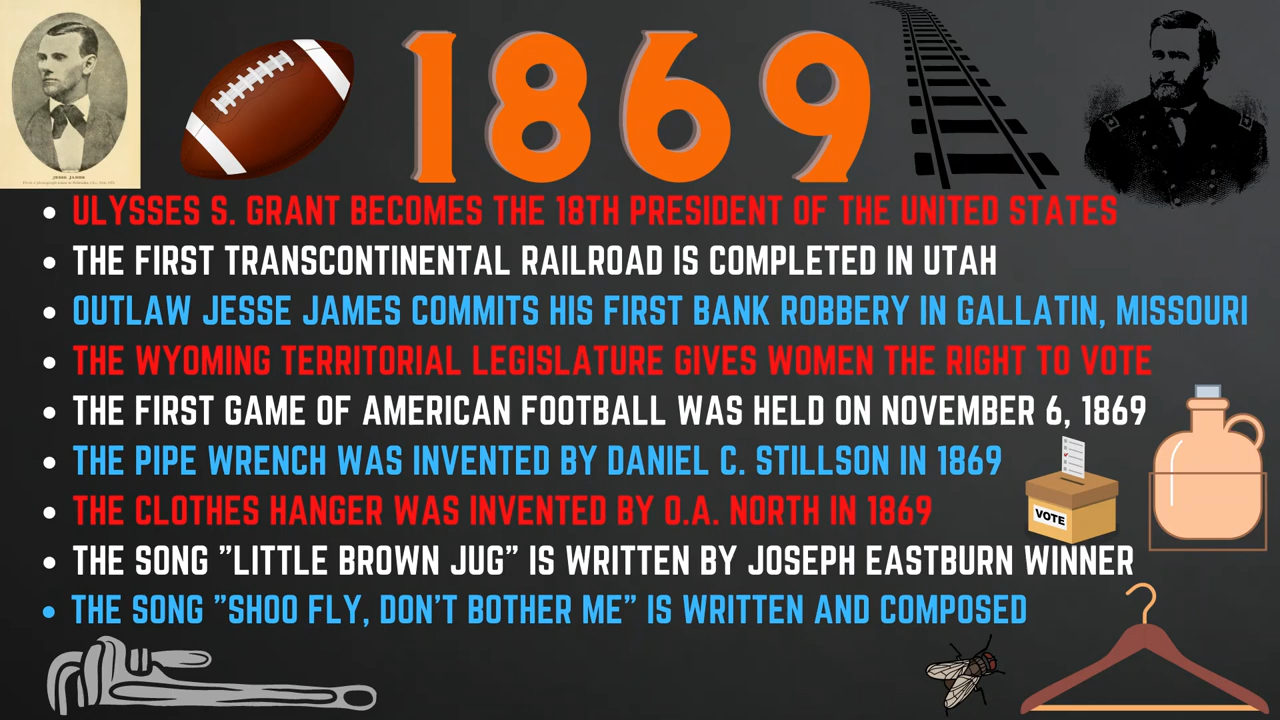 1869
ULYSSES S. GRANT BECOMES THE 18TH PRESIDENT OF THE UNITED STATES
THE FIRST TRANSCONTINENTAL RAILROAD IS COMPLETED IN UTAH
OUTLAW JESSE JAMES COMMITS HIS FIRST BANK ROBBERY IN GALLATIN, MISSOURI
THE WYOMING TERRITORIAL LEGISLATURE GIVES WOMEN THE RIGHT TO VOTE
THE FIRST GAME OF AMERICAN FOOTBALL WAS HELD ON NOVEMBER 6, 1869
THE PIPE WRENCH WAS INVENTED BY DANIEL C. STILLSON IN 1869
THE CLOTHES HANGER WAS INVENTED BY O.A. NORTH IN 1869
THE SONG "LITTLE BROWN JUG" IS WRITTEN BY JOSEPH EASTBURN WINNER
THE SONG "SHOO FLY, DON'T BOTHER ME" IS WRITTEN AND COMPOSED
JESSE JAMES
VOTE